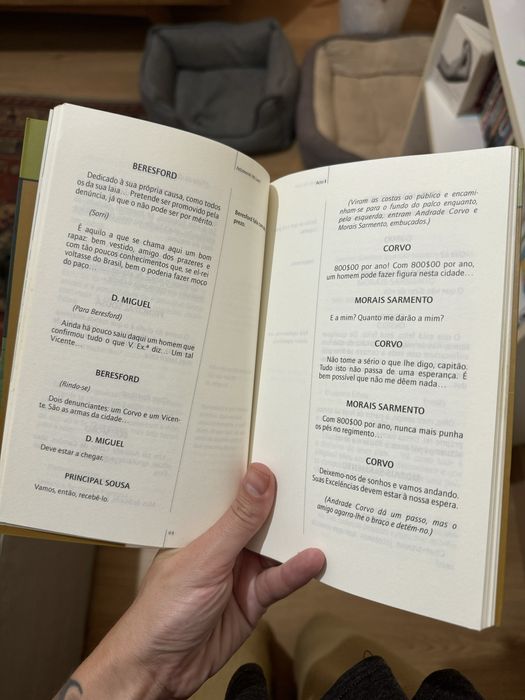 BERESFORD
Dedicado à sua própria causa, como todos
os da sua laia... Pretende ser promovido pela
denúncia, já que o não pode ser por mérito.
(Sorri)
É aquilo a que se chama aqui um bom
rapaz: bem vestido, amigo dos prazeres e
com tão poucos conhecimentos que, se el-rei
voltasse do Brasil, bem o poderia fazer moço
do paço...
D. MIGUEL
(Para Beresford)
Ainda há pouco saiu daqui um homem que
confirmou tudo o que V. Ex.ª diz... Um tal
Vicente...
BERESFORD
(Rindo-se)
Dois denunciantes: um Corvo e um Vicen-
te. São as armas da cidade...
D. MIGUEL
Deve estar a chegar.
PRINCIPAL SOUSA
Vamos, então, recebê-lo.
Beresford fala com
(Viram as costas ao público e encami-
nham-se para o fundo do palco enquanto,
pela esquerda, entram Andrade Corvo e
Morais Sarmento, embuçados.)
CORVO
800$00 por ano! Com 800$00 por ano,
um homem pode fazer figura nesta cidade...
MORAIS SARMENTO
E a mim? Quanto me darão a mim?
CORVO
Não tome a sério o que lhe digo, capitão.
Tudo isto não passa de uma esperança. É
bem possível que não me dêem nada...
MORAIS SARMENTO
Com 800$00 por ano, nunca mais punha
os pés no regimento...
CORVO
Deixemo-nos de sonhos e vamos andando.
Suas Excelências devem estar à nossa espera.
(Andrade Corvo dá um passo, mas o
amigo agarra-lhe o braço e detém-no.)